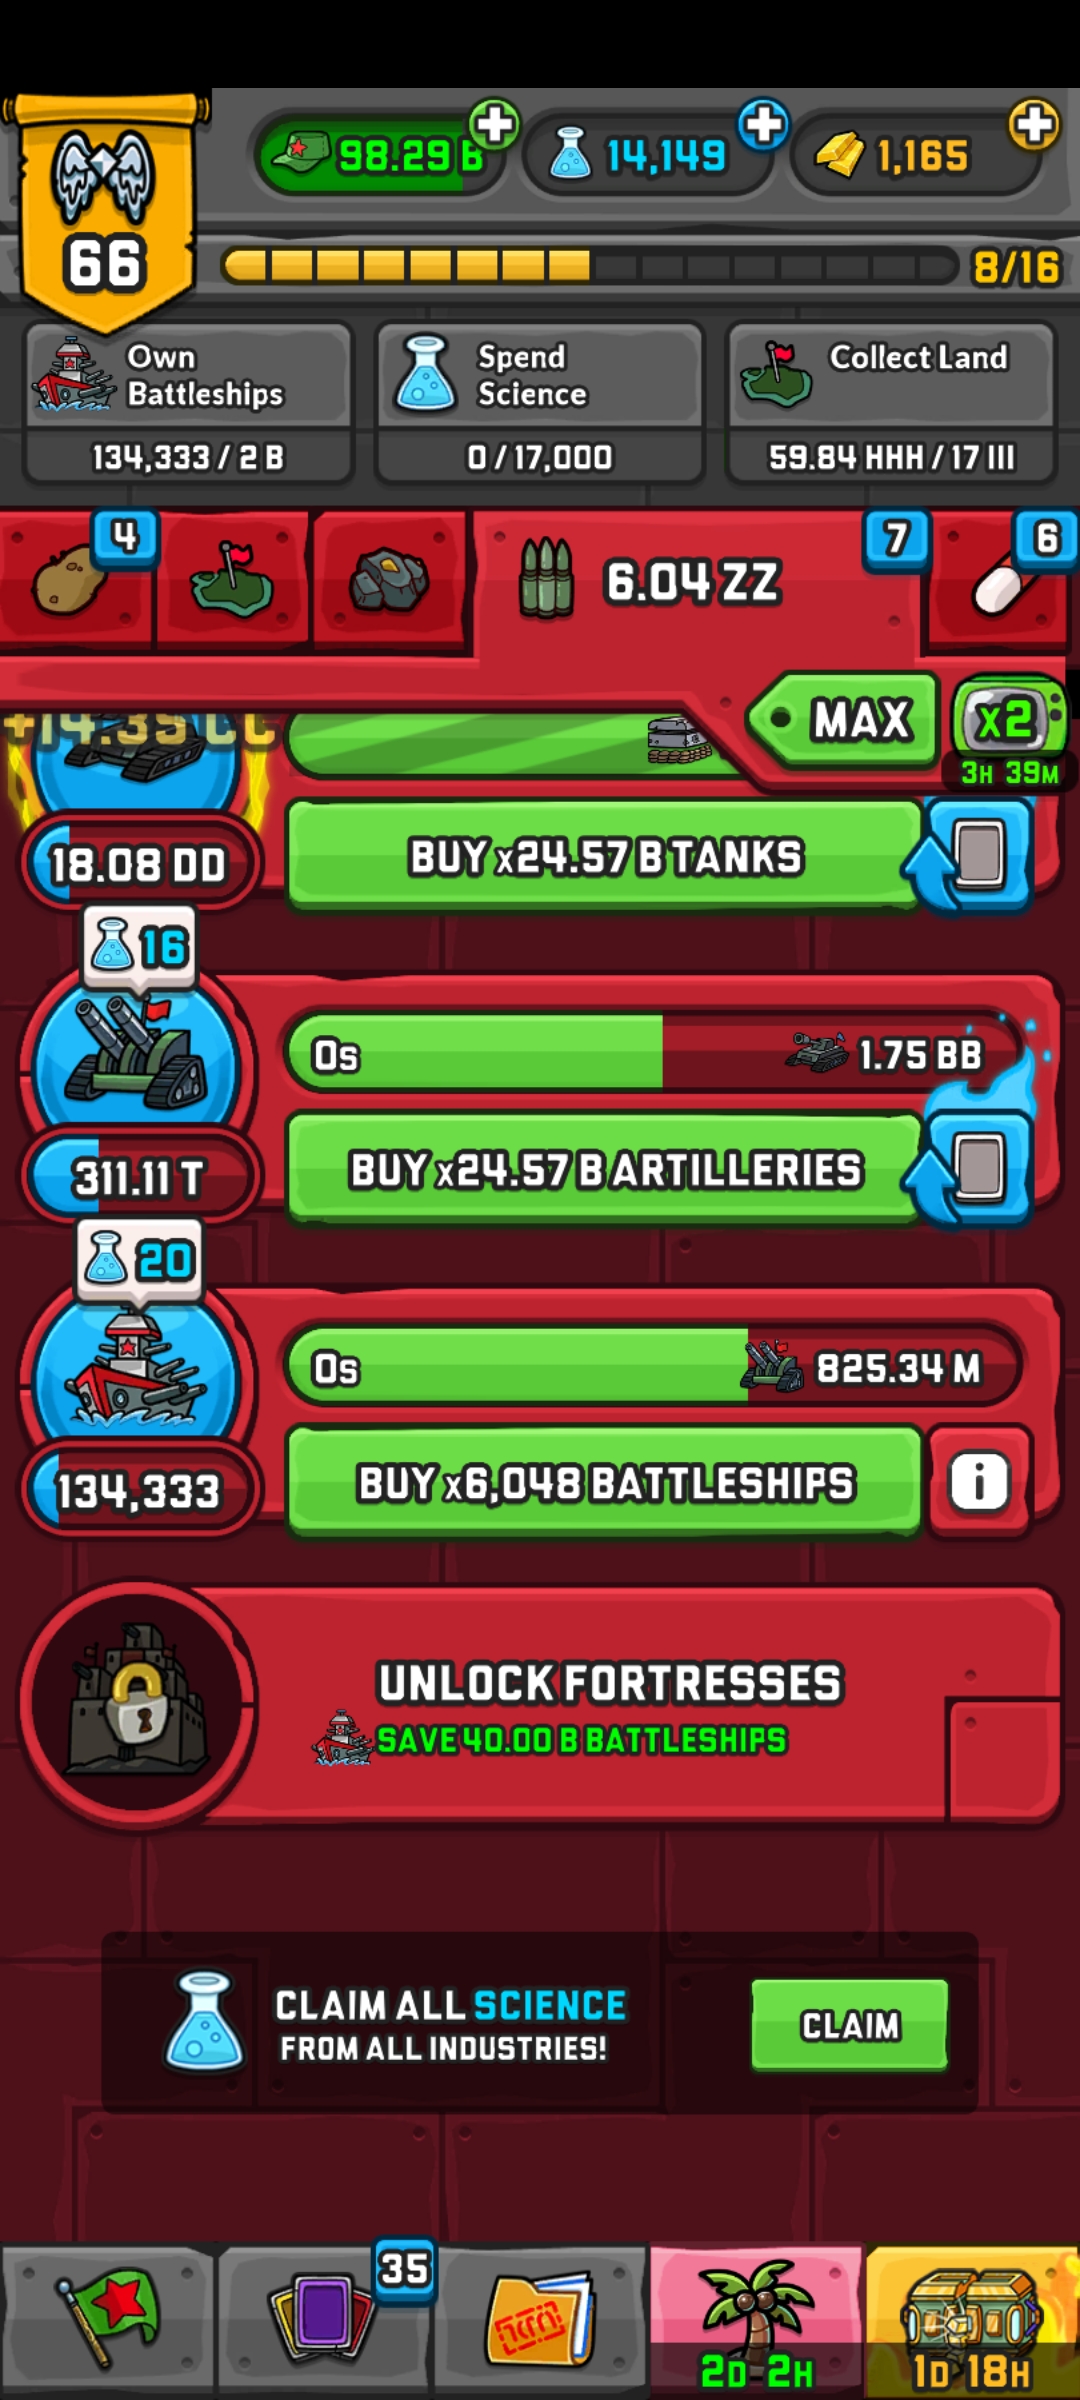 98.29 B
14,149
1,165
66
8/16
Own
Battleships
134,333 / 2 B
Spend
Science
0 / 17,000
Collect Land
59.84 HHH / 17 III
4
6.04 ZZ
7
6
MAX
x2
3H 39M
+14.35 CC
18.08 DD
BUY x24.57 B TANKS
16
0s
1.75 BB
311.11 T
BUY x24.57 B ARTILLERIES
20
0s
825.34 M
134,333
BUY x6,048 BATTLESHIPS
i
UNLOCK FORTRESSES
SAVE 40.00 B BATTLESHIPS
CLAIM ALL SCIENCE
FROM ALL INDUSTRIES!
CLAIM
35
2D 2H
1D 18H